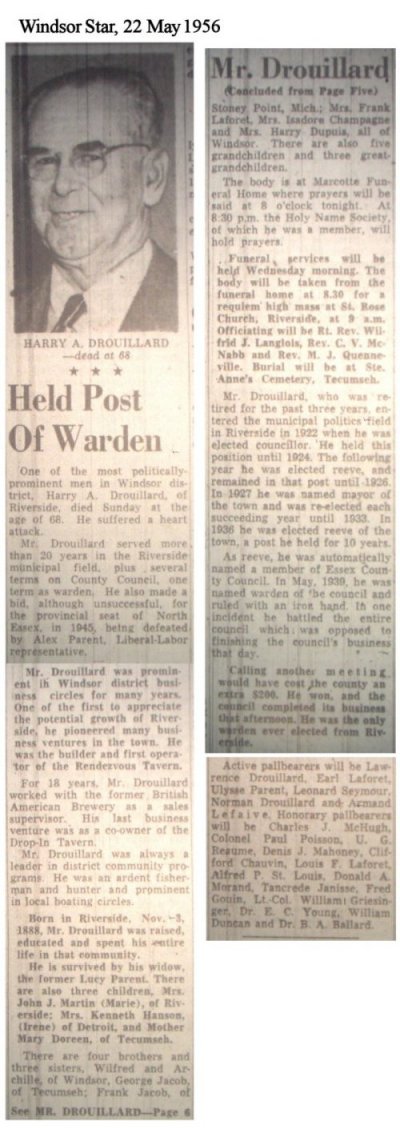 Windsor Star, 22 May 1956
HARRY A. DROUILLARD
—dead at 68
★ ★ ★
Held Post
Of Warden
One of the most politically-
prominent men in Windsor dis-
trict, Harry A. Drouillard, of
Riverside, died Sunday at the
age of 68. He suffered a heart
attack.
Mr. Drouillard served more
than 20 years in the Riverside
municipal field, plus several
terms on County Council, one
term as warden. He also made a
bid, although unsuccessful, for
the provincial seat of North
Essex, in 1945, being defeated
by Alex Parent, Liberal-Labor
representative.
Mr. Drouillard was promin-
ent in Windsor district busi-
ness circles for many years.
One of the first to appreciate
the potential growth of River-
side, he pioneered many busi-
ness ventures in the town. He
was the builder and first opera-
tor of the Rendezvous Tavern.
For 18 years, Mr. Drouillard
worked with the former British
American Brewery as a sales
supervisor. His last business
venture was as a co-owner of the
Drop-In Tavern.
Mr. Drouillard was always a
leader in district community pro-
grams. He was an ardent fisher-
man and hunter and prominent
in local boating circles.
Born in Riverside, Nov. 3,
1888, Mr. Drouillard was raised,
educated and spent his entire
life in that community.
He is survived by his widow,
the former Lucy Parent. There
are also three children, Mrs.
John J. Martin (Marie), of Riv-
erside; Mrs. Kenneth Hanson,
(Irene) of Detroit, and Mother
Mary Doreen, of Tecumseh.
There are four brothers and
three sisters, Wilfred and Ar-
chille, of Windsor, George Jacob,
of Tecumseh; Frank Jacob, of
See MR. DROUILLARD—Page 6
Mr. Drouillard
(Concluded from Page Five)
Stoney Point, Mich.; Mrs. Frank
Laforet, Mrs. Isadore Champagne
and Mrs. Harry Dupuis, all of
Windsor. There are also five
grandchildren and three great-
grandchildren.
The body is at Marcotte Fun-
eral Home where prayers will be
said at 8 o'clock tonight. At
8:30 p.m. the Holy Name Society,
of which he was a member, will
hold prayers.
Funeral services will be
held Wednesday morning. The
body will be taken from the
funeral home at 8.30 for a
requiem high mass at St. Rose
Church, Riverside, at 9 a.m.
Officiating will be Rt. Rev. Wil-
frid J. Langlois, Rev. C. V. Mc-
Nabb and Rev. M. J. Quenne-
ville. Burial will be at Ste.
Anne's Cemetery, Tecumseh.
Mr. Drouillard, who was re-
tired for the past three years, en-
tered the municipal politics field
in Riverside in 1922 when he was
elected councillor. He held this
position until 1924. The following
year he was elected reeve, and
remained in that post until 1926.
In 1927 he was named mayor of
the town and was re-elected each
succeeding year until 1933. In
1936 he was elected reeve of the
town, a post he held for 10 years.
As reeve, he was automatically
named a member of Essex Coun-
ty Council. In May, 1939, he was
named warden of the council and
ruled with an iron hand. In one
incident he battled the entire
council which was opposed to
finishing the council's business
that day.
Calling another meeting
would have cost the county an
extra $200. He won, and the
council completed its business
that afternoon. He was the only
warden ever elected from Riv-
erside.
Active pallbearers will be Law-
rence Drouillard, Earl Laforet,
Ulysse Parent, Leonard Seymour,
Norman Drouillard and Armand
Lefaive. Honorary pallbearers
will be Charles J. McHugh,
Colonel Paul Poisson, U. G.
Reaume, Denis J. Mahoney, Clif-
ford Chauvin, Louis F. Laforet,
Alfred P. St. Louis, Donald A.
Morand, Tancrede Janisse, Fred
Gouin, Lt.-Col. William Griesin-
ger, Dr. E. C. Young, William
Duncan and Dr. B. A. Ballard.